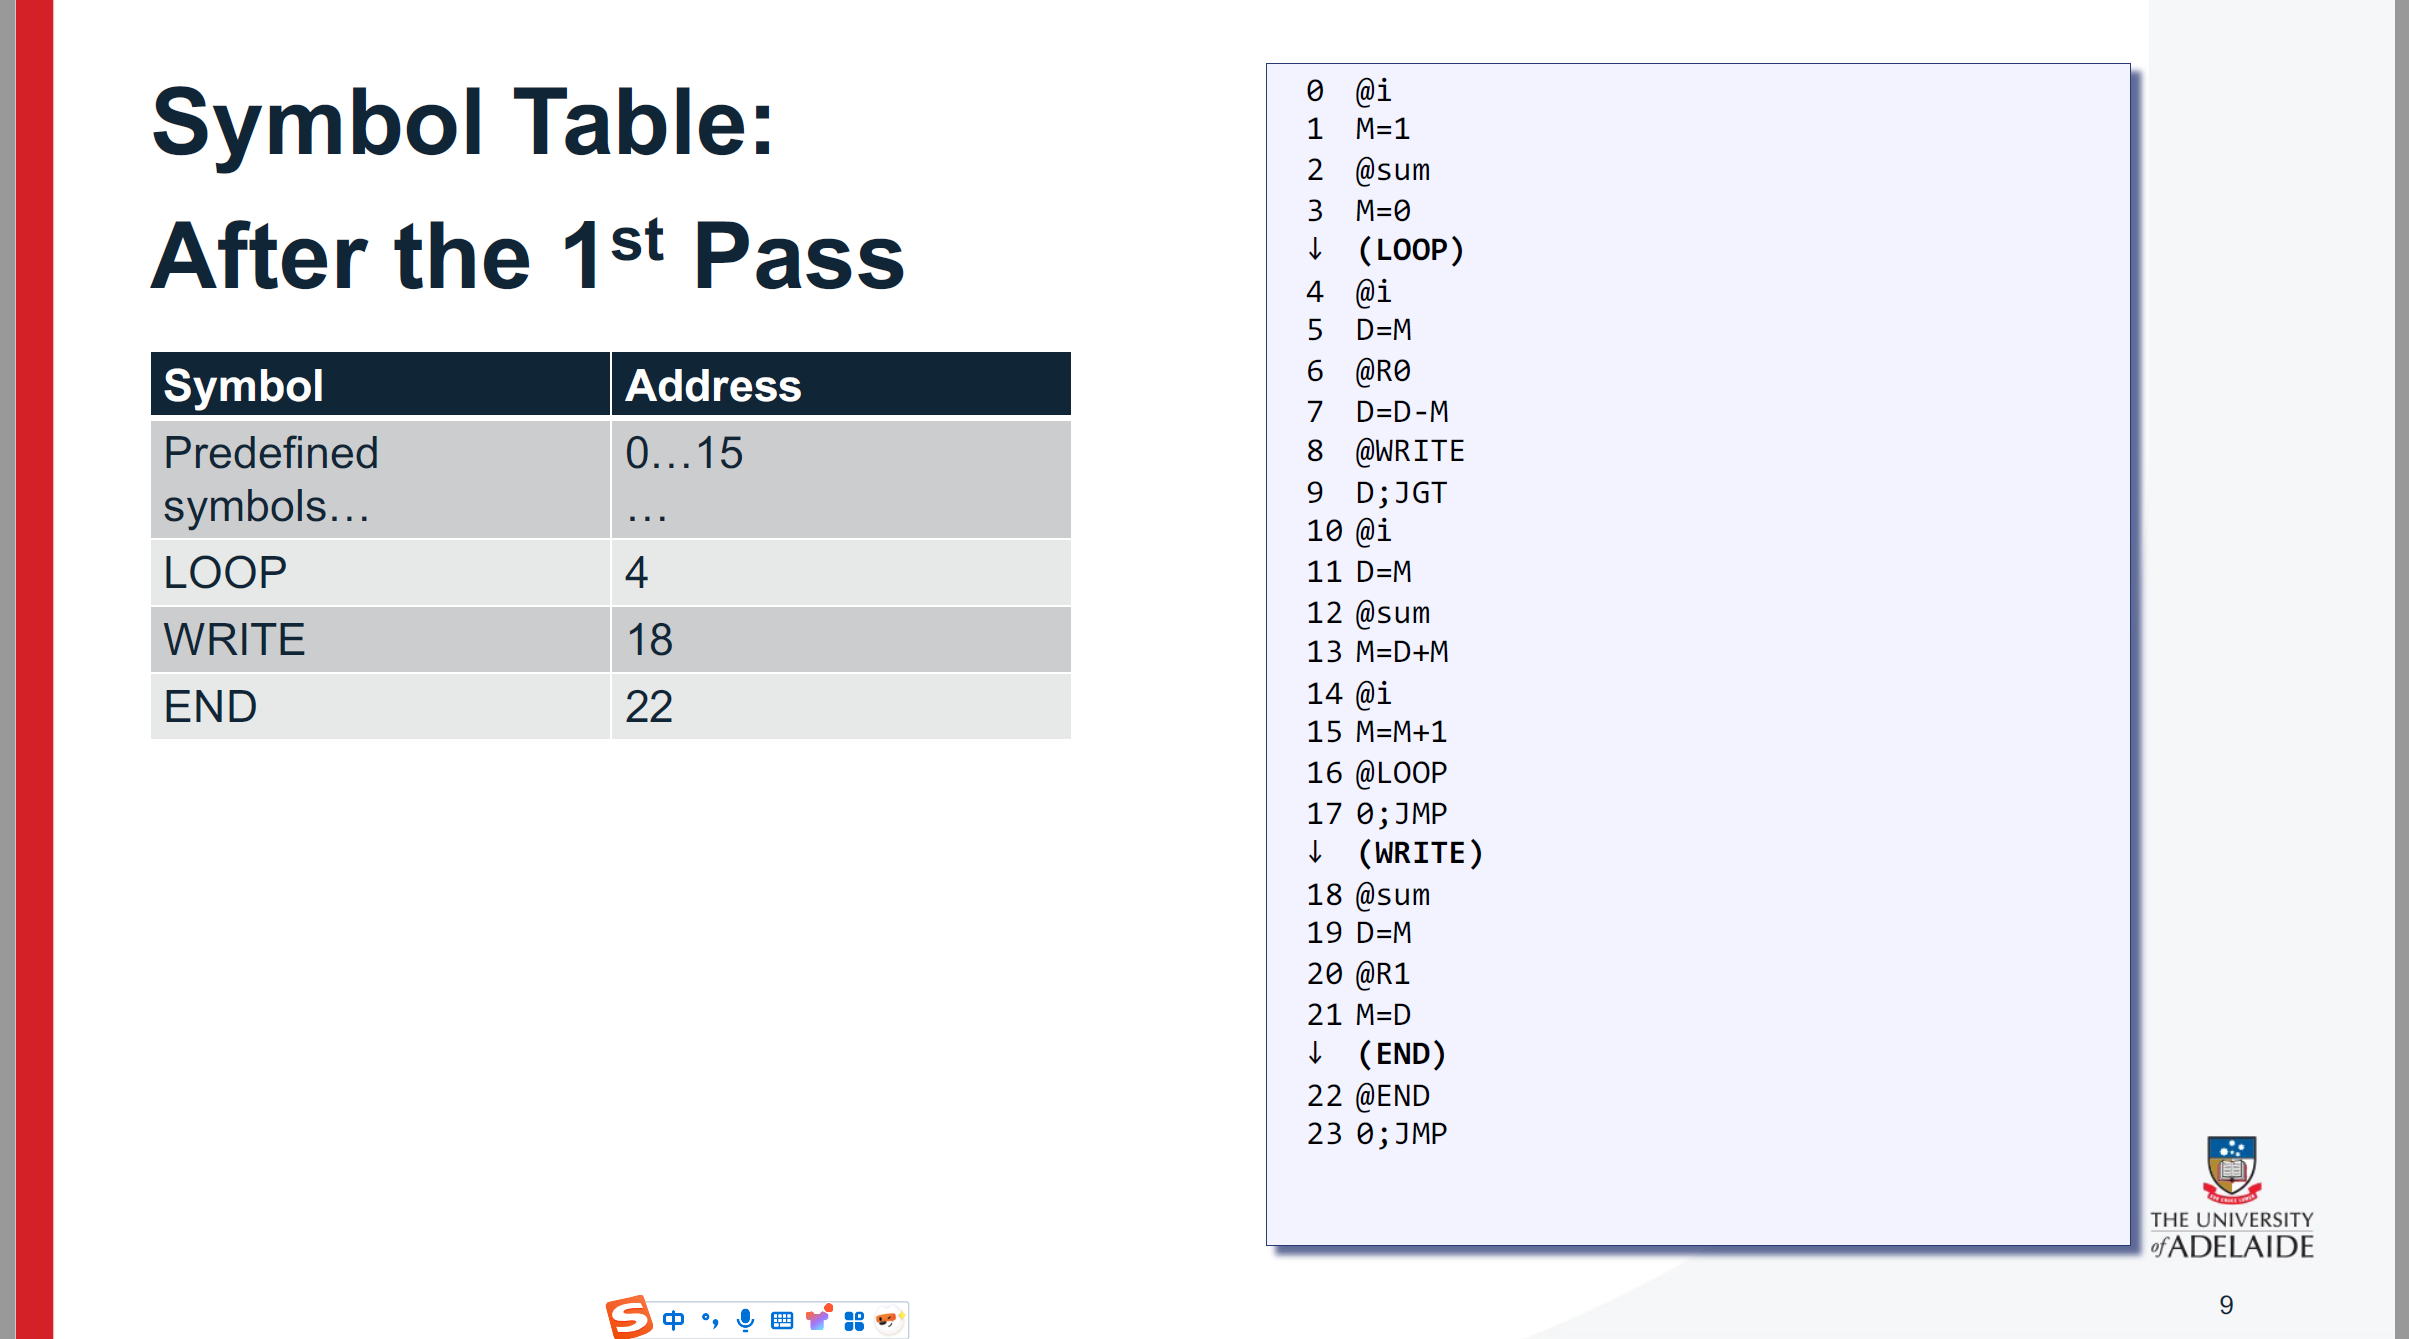 Symbol Table:
After the 1st Pass
Symbol Address
Predefined symbols… 0…15 …
LOOP 4
WRITE 18
END 22
0 @i
1 M=1
2 @sum
3 M=0
↓ (LOOP)
4 @i
5 D=M
6 @R0
7 D=D-M
8 @WRITE
9 D;JGT
10 @i
11 D=M
12 @sum
13 M=D+M
14 @i
15 M=M+1
16 @LOOP
17 0;JMP
↓ (WRITE)
18 @sum
19 D=M
20 @R1
21 M=D
↓ (END)
22 @END
23 0;JMP
THE UNIVERSITY
of ADELAIDE
9
S 中